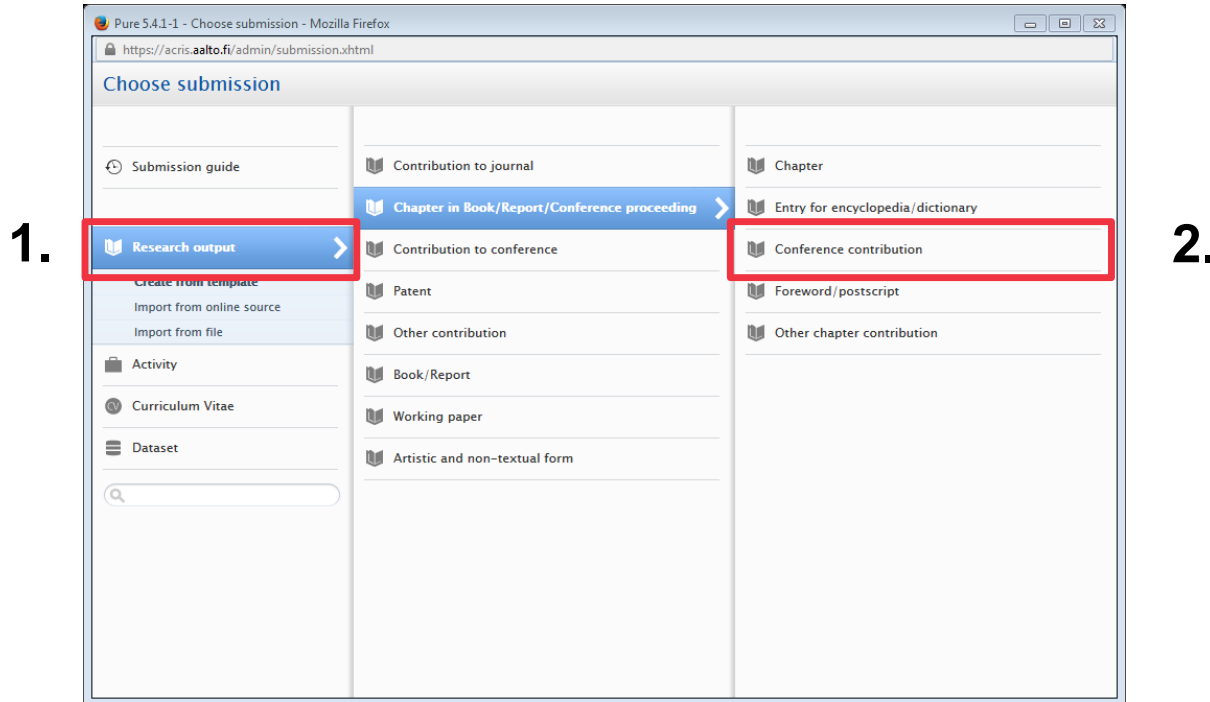 Pure 5.4.1-1 - Choose submission - Mozilla Firefox
https://acris.aalto.fi/admin/submission.xhtml
Choose submission
Submission guide
1.
Research output
Create from template
Import from online source
Import from file
Activity
CV
Curriculum Vitae
Dataset
Contribution to journal
Chapter in Book/Report/Conference proceeding
Contribution to conference
Patent
Other contribution
Book/Report
Working paper
Artistic and non-textual form
Chapter
Entry for encyclopedia/dictionary
Conference contribution
2.
Foreword/postscript
Other chapter contribution